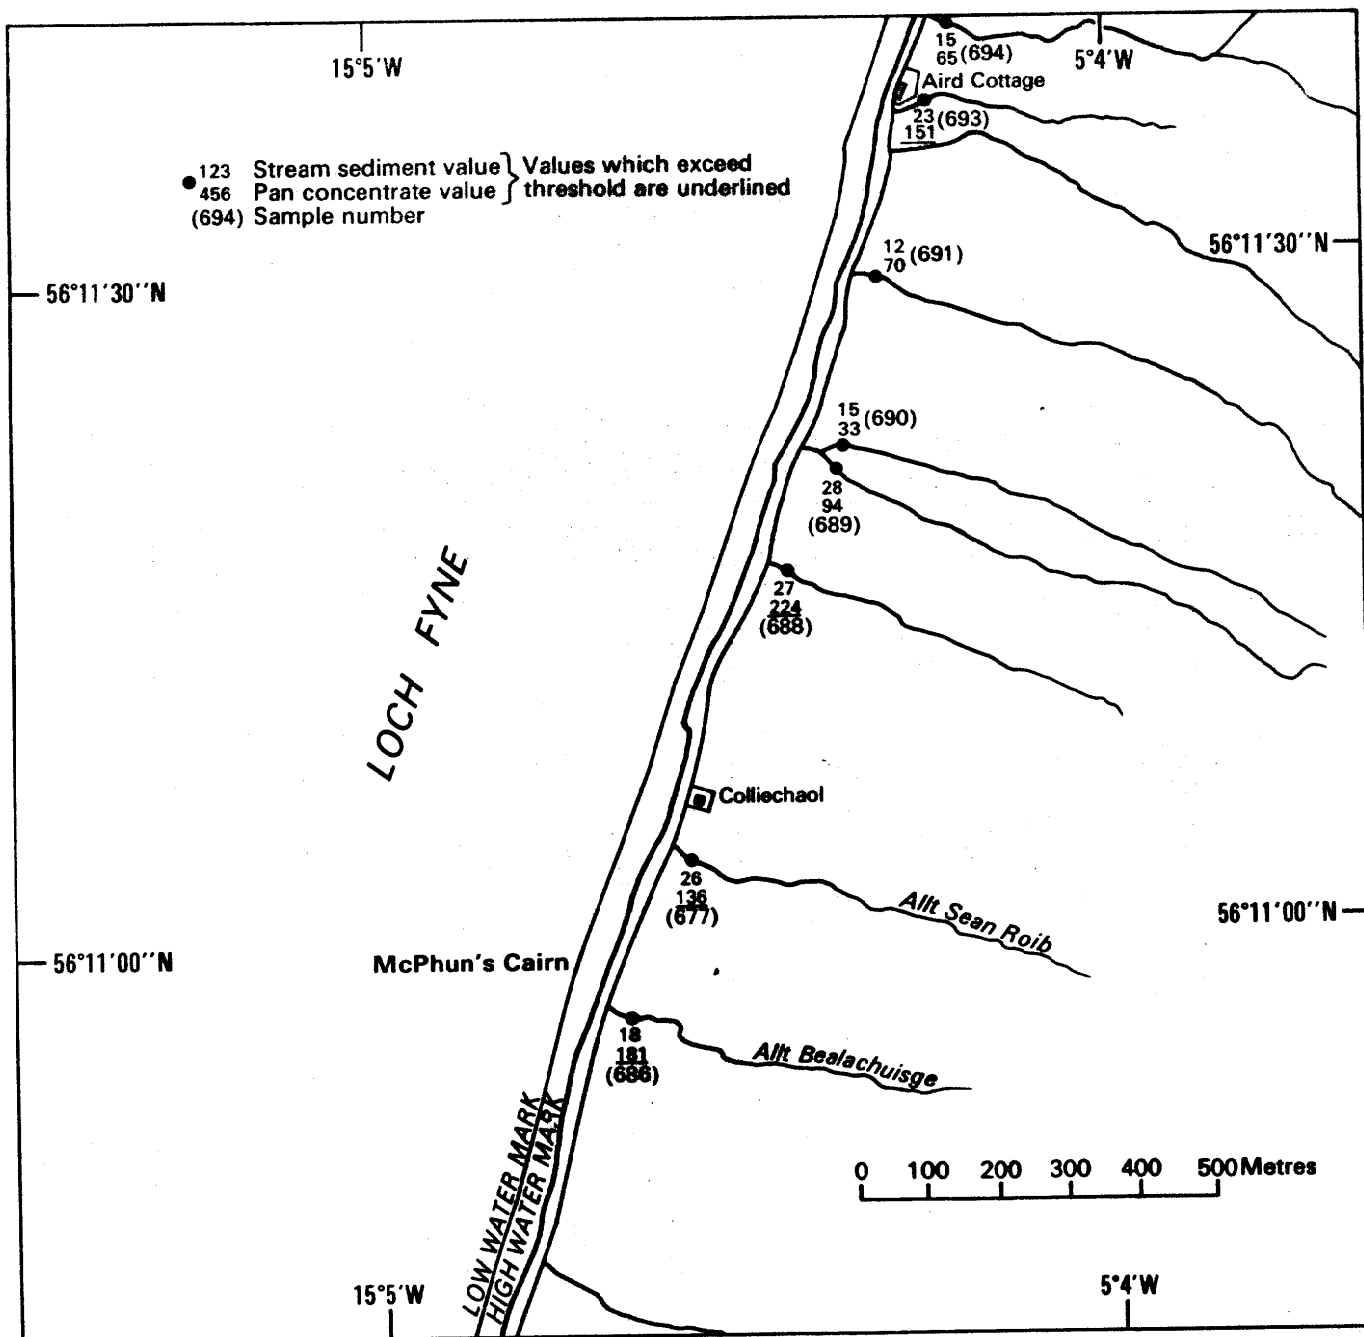 15°5'W
15
65 (694)
5°4'W
Aird Cottage
23 (693)
151
123 Stream sediment value
456 Pan concentrate value
Values which exceed
threshold are underlined
(694) Sample number
56°11'30''N
12 (691)
70
56°11'30''N
15 (690)
33
28
94
(689)
LOCH FYNE
27
224
(688)
Colliechaol
26
136
(677)
Allt Sean Roib
56°11'00''N
56°11'00''N
McPhun's Cairn
18
181
(686)
Allt Bealachuisge
LOW WATER MARK
HIGH WATER MARK
0 100 200 300 400 500 Metres
15°5'W
5°4'W